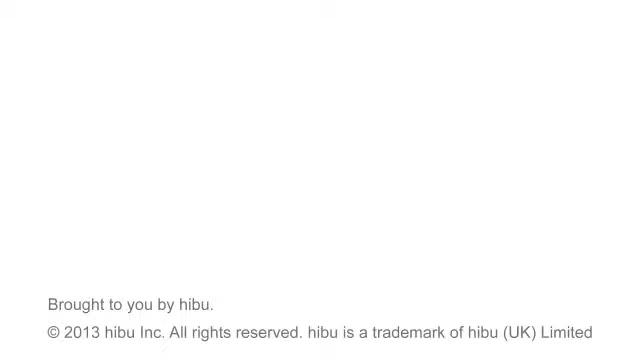 Brought to you by hibu.
© 2013 hibu Inc. All rights reserved. hibu is a trademark of hibu (UK) Limited